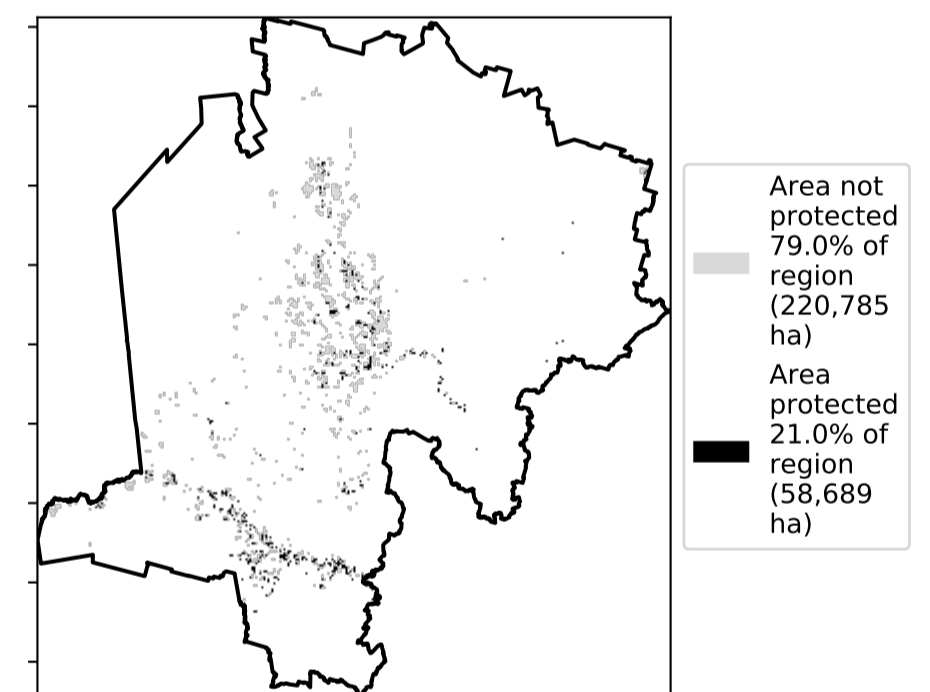 Area not
protected
79.0% of
region
(220,785
ha)
Area
protected
21.0% of
region
(58,689
ha)